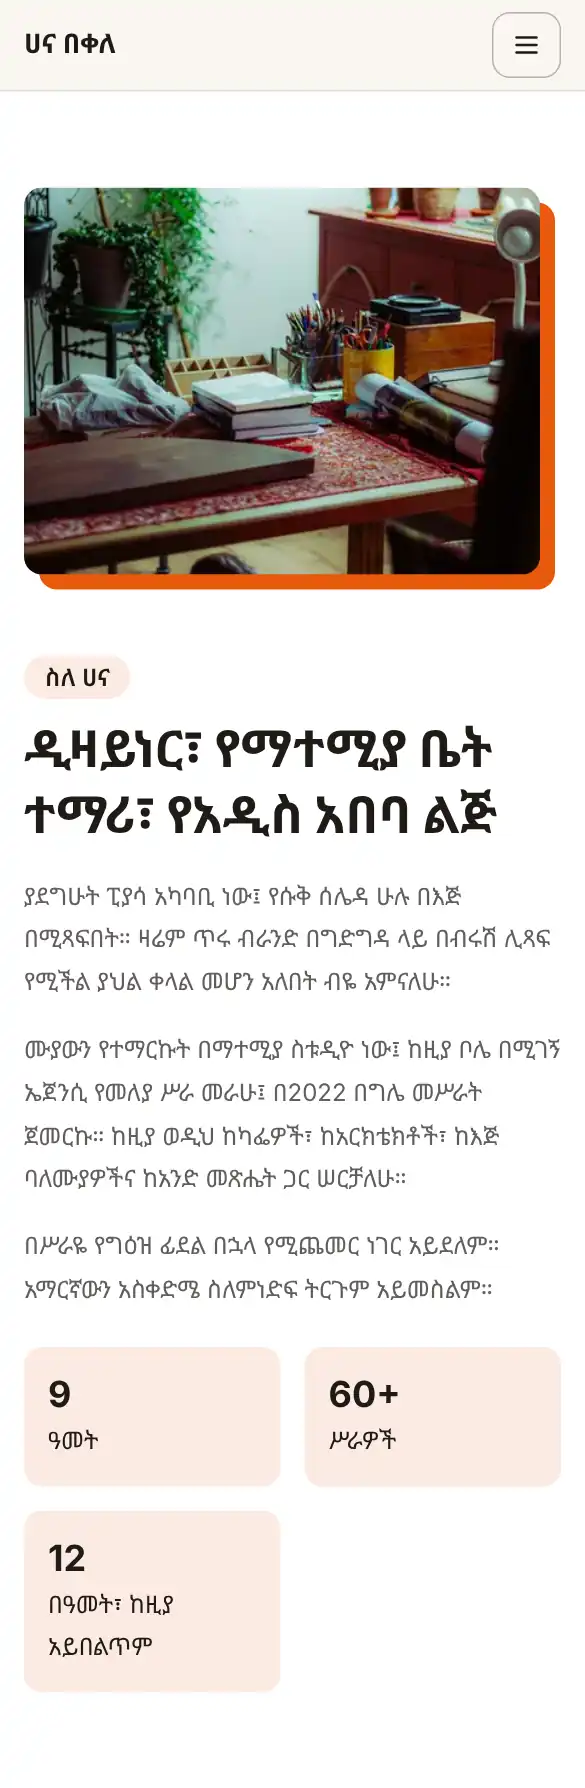 ሀና በቀለ
ስለ ሀና
ዲዛይነር፣ የማተሚያ ቤት
ተማሪ፣ የአዲስ አበባ ልጅ
ያደግሁት ፒያሳ አካባቢ ነው፤ የሱቅ ሰሌዳ ሁሉ በእጅ
በሚጻፍበት። ዛሬም ጥሩ ብራንድ በግድግዳ ላይ በብሩሽ ሊጻፍ
የሚችል ያህል ቀላል መሆን አለበት ብዬ አምናለሁ።
ሙያውን የተማርኩት በማተሚያ ስቱዲዮ ነው፤ ከዚያ ቦሌ በሚገኝ
ኤጀንሲ የመለያ ሥራ መራሁ፤ በ2022 በግሌ መሥራት
ጀመርኩ። ከዚያ ወዲህ ከካፌዎች፣ ከአርክቴክቶች፣ ከእጅ
ባለሙያዎችና ከአንድ መጽሔት ጋር ሠርቻለሁ።
በሥራዬ የግዕዝ ፊደል በኋላ የሚጨመር ነገር አይደለም።
አማርኛውን አስቀድሜ ስለምነድፍ ትርጉም አይመስልም።
9
ዓመት
60+
ሥራዎች
12
በዓመት፣ ከዚያ
አይበልጥም